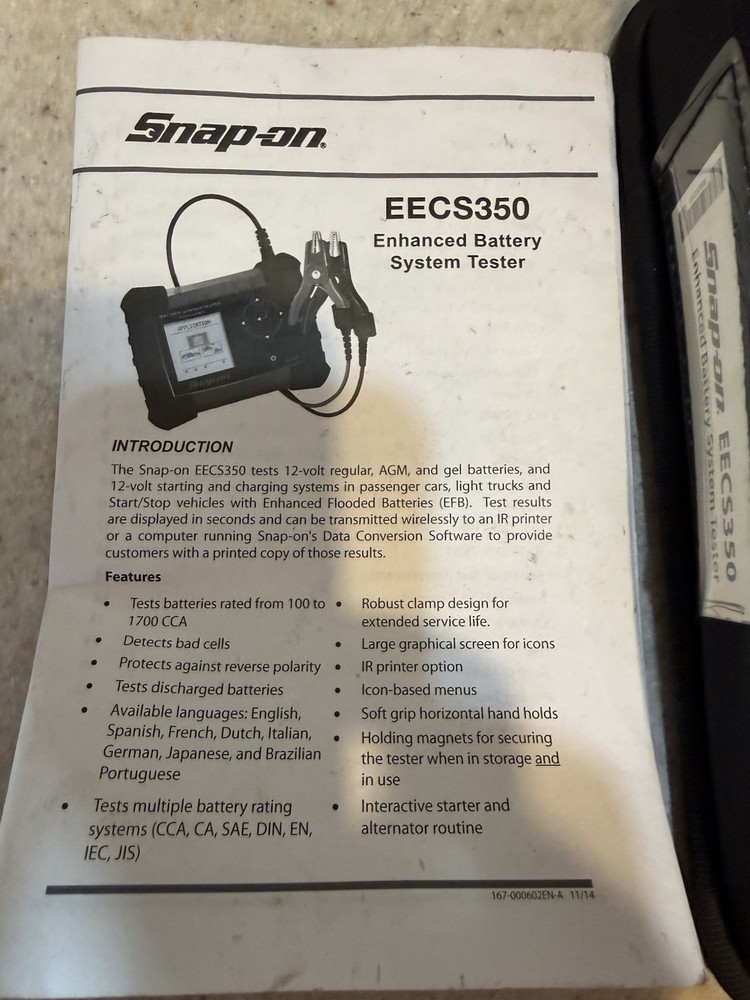 Snap-on®
EECS350
Enhanced Battery
System Tester
APPLICATION
Snap-on
INTRODUCTION
The Snap-on EECS350 tests 12-volt regular, AGM, and gel batteries, and
12-volt starting and charging systems in passenger cars, light trucks and
Start/Stop vehicles with Enhanced Flooded Batteries (EFB). Test results
are displayed in seconds and can be transmitted wirelessly to an IR printer
or a computer running Snap-on's Data Conversion Software to provide
customers with a printed copy of those results.
Features
• Tests batteries rated from 100 to
1700 CCA
• Detects bad cells
• Protects against reverse polarity
• Tests discharged batteries
• Available languages: English,
Spanish, French, Dutch, Italian,
German, Japanese, and Brazilian
Portuguese
• Tests multiple battery rating
systems (CCA, CA, SAE, DIN, EN,
IEC, JIS)
• Robust clamp design for
extended service life.
• Large graphical screen for icons
• IR printer option
• Icon-based menus
• Soft grip horizontal hand holds
• Holding magnets for securing
the tester when in storage and
in use
• Interactive starter and
alternator routine
167-000602EN-A 11/14
Snap-on EECS350
Enhanced Battery System Tester